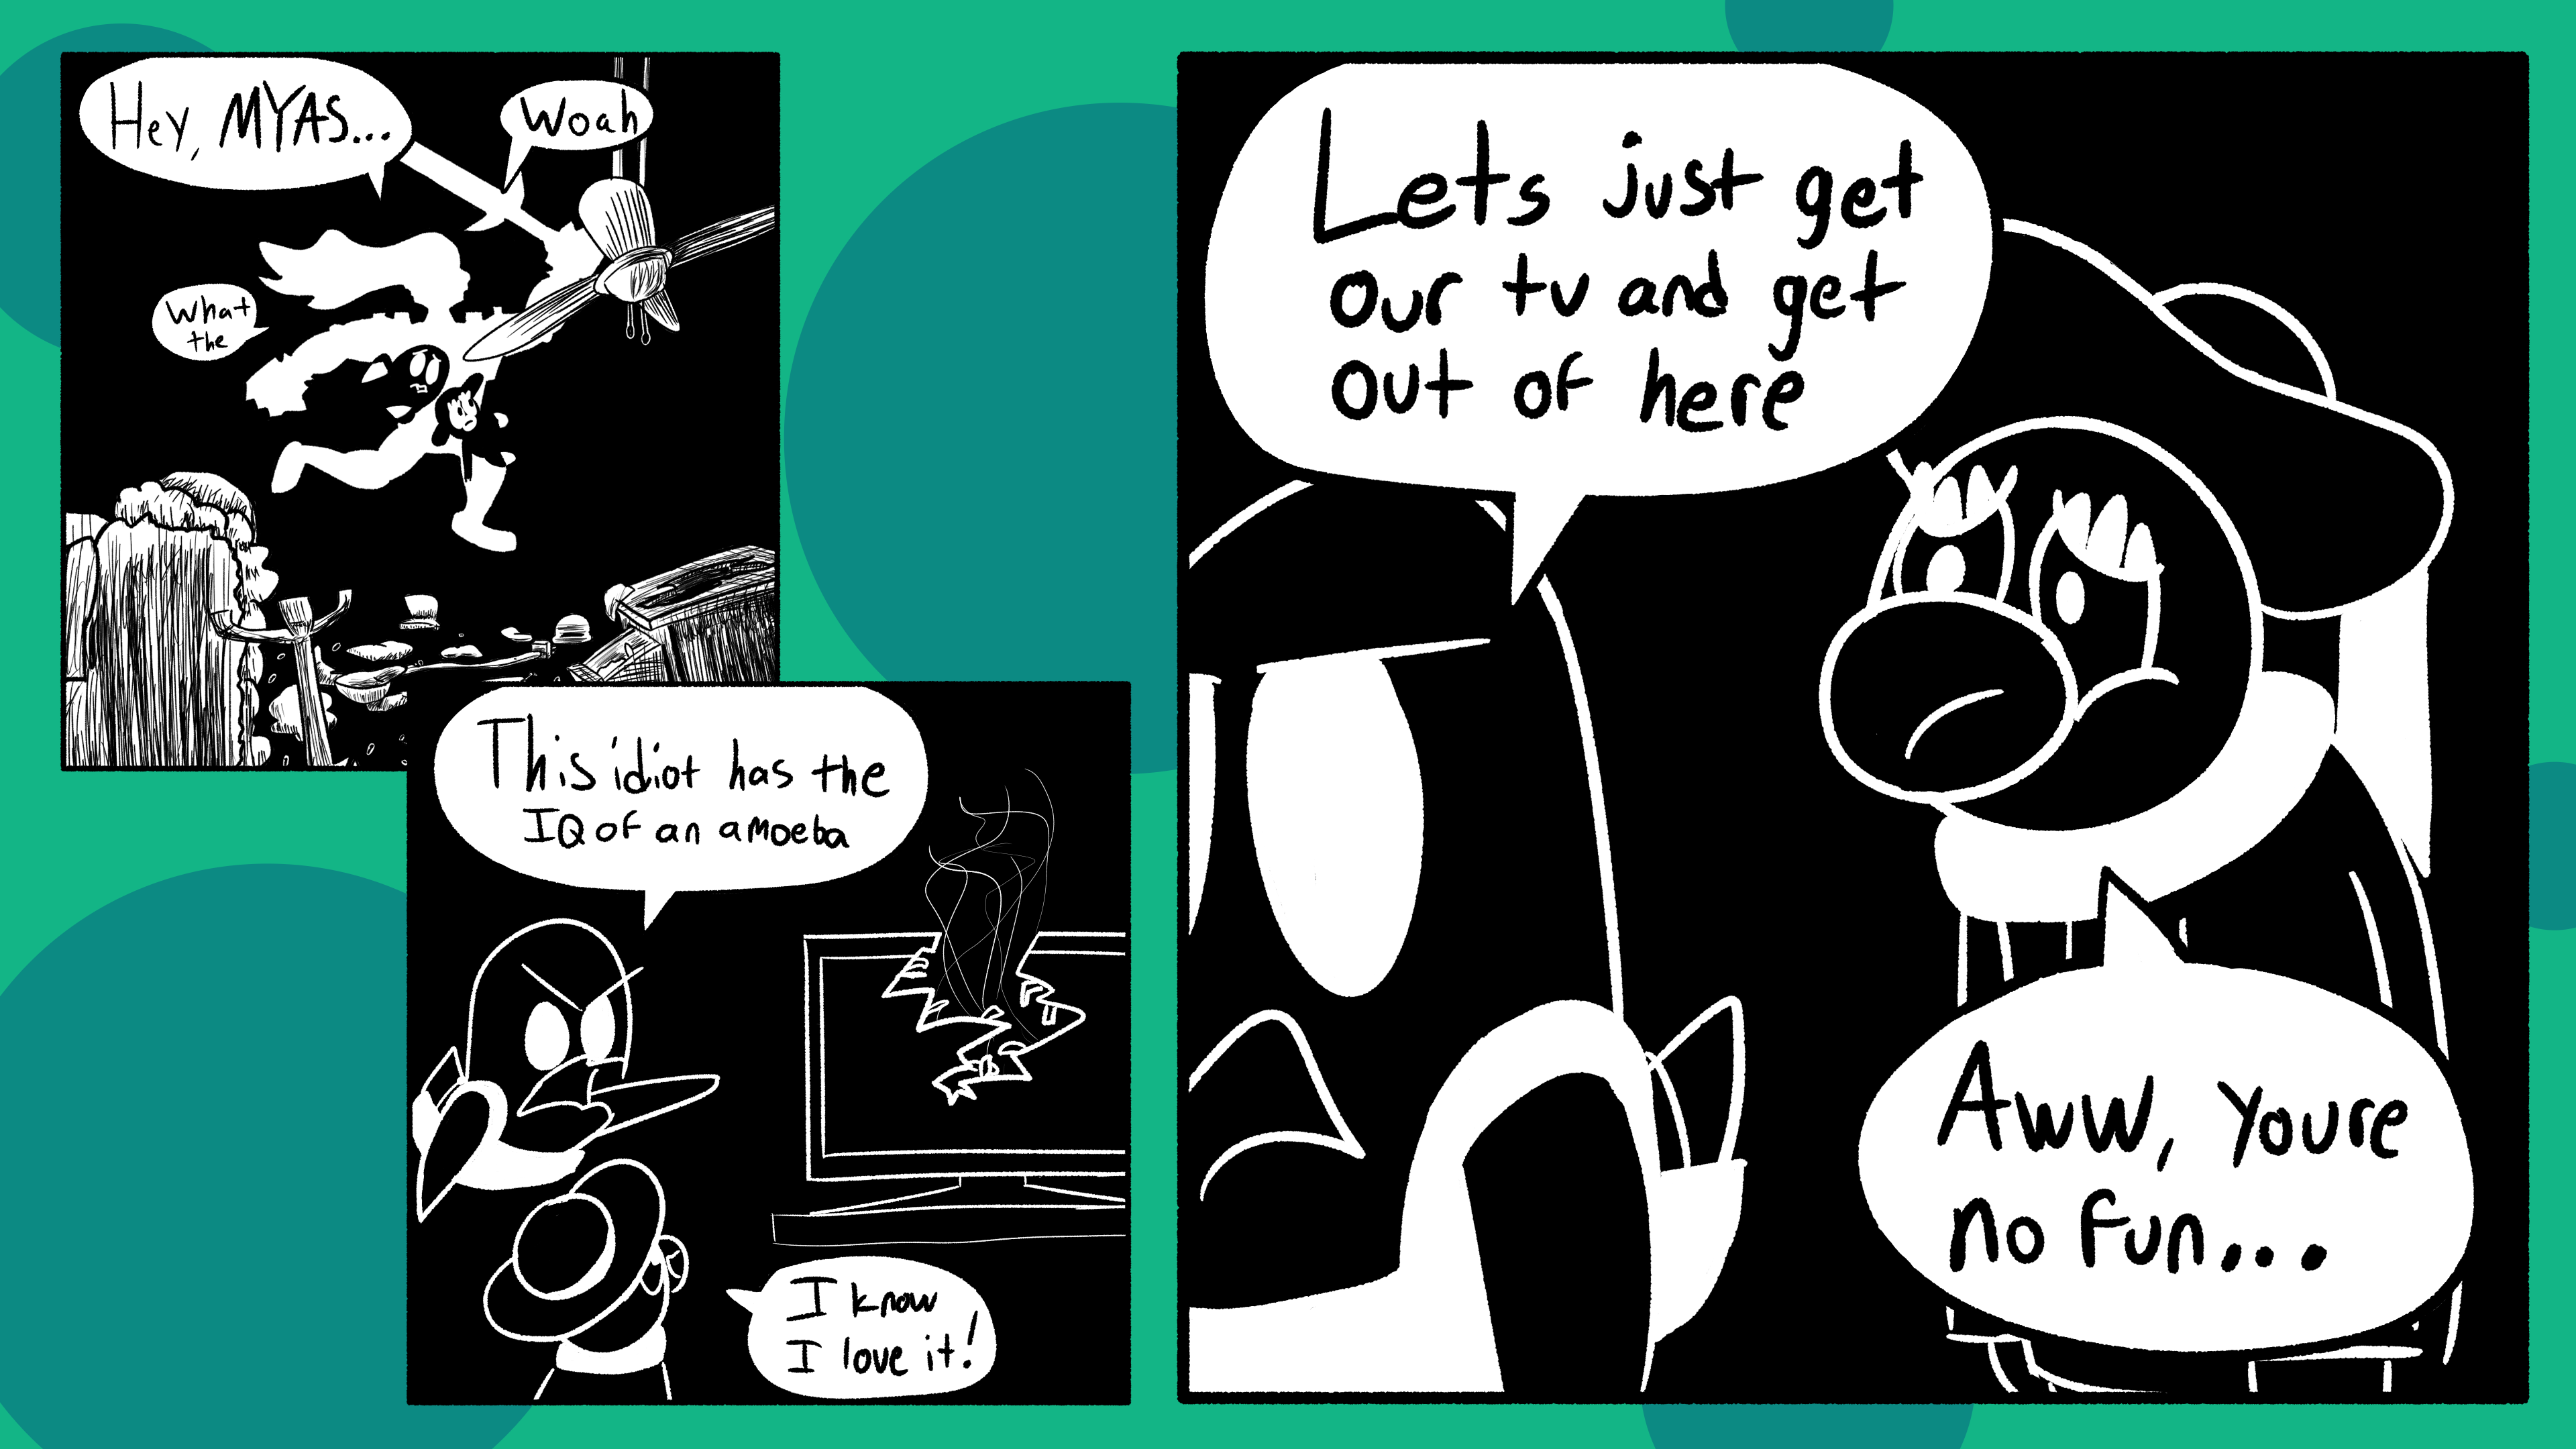 Hey, MYAS...
Woah
What
the
This idiot has the
IQ of an amoeba
I know
I love it!
Lets just get
our tv and get
out of here
Aww, youre
no fun...